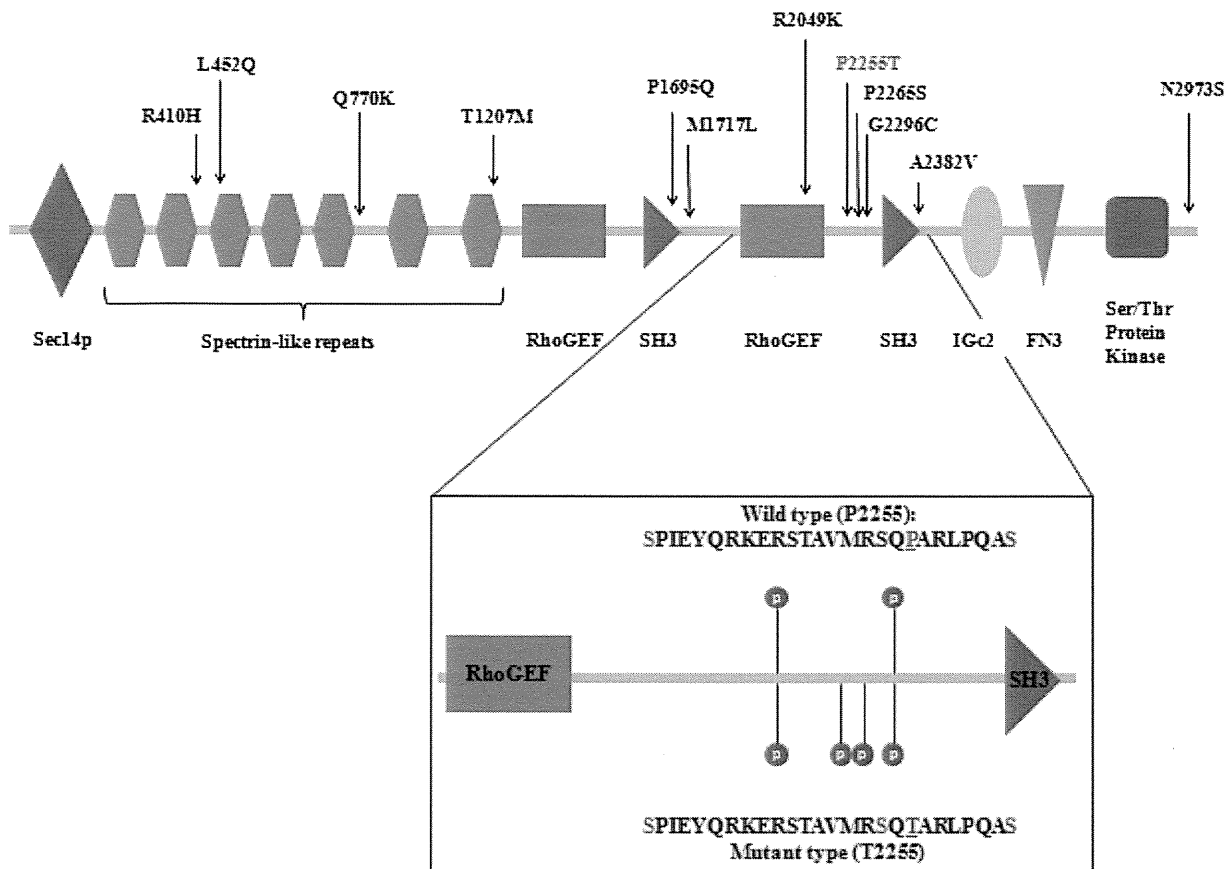 R2049K
L452Q
P2255T
P1695Q
P2265S
N2973S
Q770K
R410H
T1207M
M1717L
G2296C
A2382V
Sec14p
Spectrin-like repeats
RhoGEF
SH3
RhoGEF
SH3
IGc2
FN3
Ser/Thr
Protein
Kinase
Wild type (P2255):
SPIEYQRKERSTAVMRSQPARLPQAS
P
P
RhoGEF
SH3
P
P
P
P
SPIEYQRKERSTAVMRSQTARLPQAS
Mutant type (T2255)